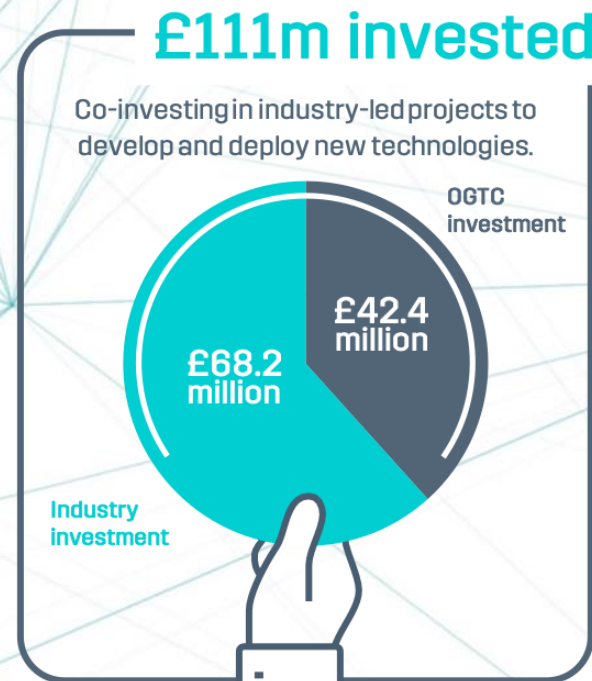 £111m invested
Co-investing in industry-led projects to
develop and deploy new technologies.
OGTC
investment
£42.4
million
£68.2
million
Industry
investment